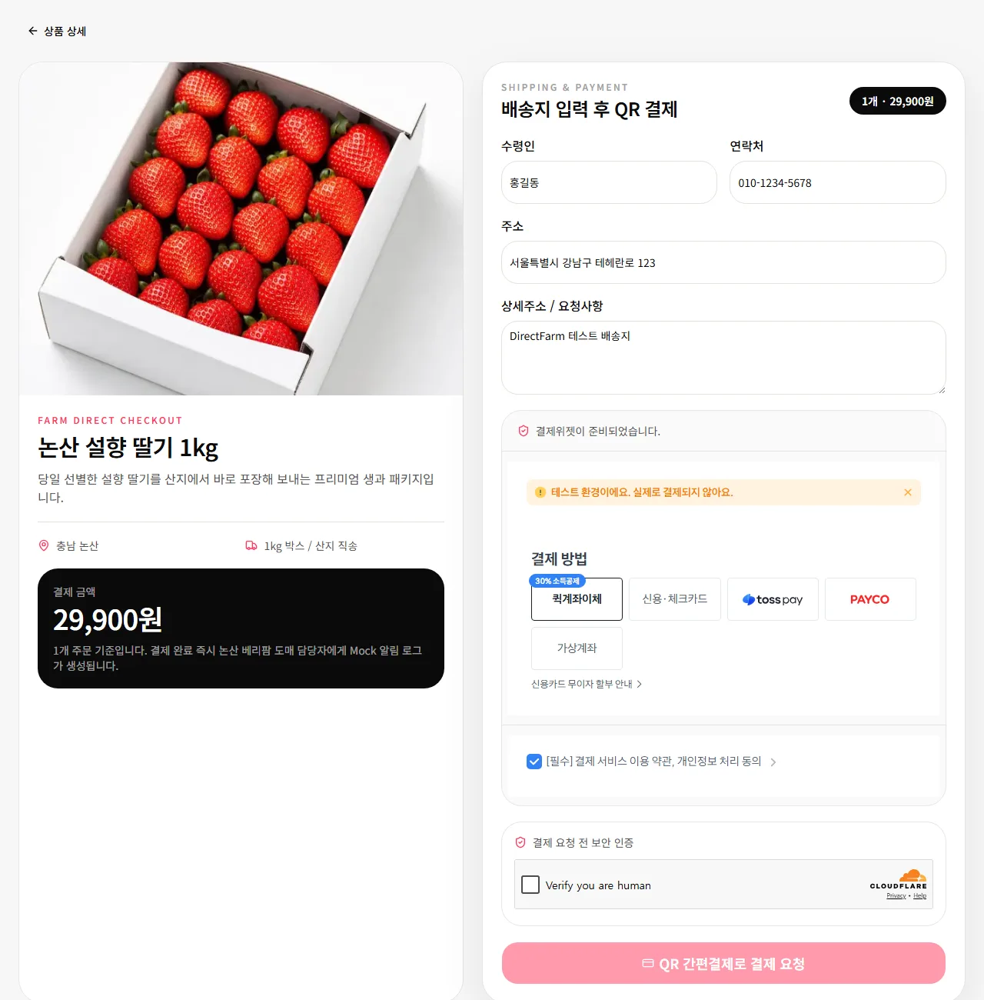 상품 상세
FARM DIRECT CHECKOUT
논산 설향 딸기 1kg
당일 선별한 설향 딸기를 산지에서 바로 포장해 보내는 프리미엄 생과 패키지입
니다.
충남 논산
1kg 박스 / 산지 직송
결제 금액
29,900원
1개 주문 기준입니다. 결제 완료 즉시 논산 베리팜 도매 담당자에게 Mock 알림 로그
가 생성됩니다.
SHIPPING & PAYMENT
배송지 입력 후 QR 결제
1개 · 29,900원
수령인
연락처
홍길동
010-1234-5678
주소
서울특별시 강남구 테헤란로 123
상세주소 / 요청사항
DirectFarm 테스트 배송지
결제위젯이 준비되었습니다.
테스트 환경이에요. 실제로 결제되지 않아요.
결제 방법
30% 소득공제
퀵계좌이체
신용·체크카드
toss pay
PAYCO
가상계좌
신용카드 무이자 할부 안내
[필수] 결제 서비스 이용 약관, 개인정보 처리 동의
결제 요청 전 보안 인증
Verify you are human
CLOUDFLARE
Privacy • Help
QR 간편결제로 결제 요청